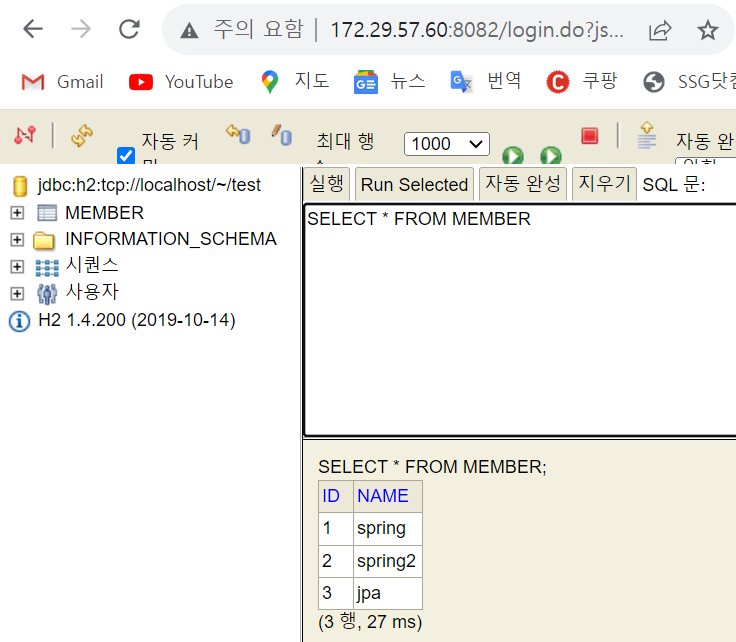 주의 요함 | 172.29.57.60:8082/login.do?js...
Gmail YouTube 지도 뉴스 번역 쿠팡 SSG닷컴
자동 커밋 최대 행수 1000 자동 완
jdbc:h2:tcp://localhost/~/test
MEMBER
INFORMATION_SCHEMA
시퀀스
사용자
H2 1.4.200 (2019-10-14)
실행 Run Selected 자동 완성 지우기 SQL 문:
SELECT * FROM MEMBER
SELECT * FROM MEMBER;
ID NAME
1 spring
2 spring2
3 jpa
(3 행, 27 ms)